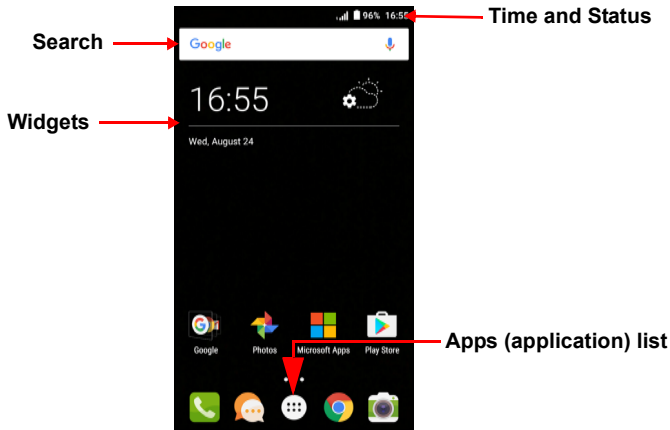 96% 16:55
Time and Status
Search
Google
Widgets
16:55
Wed, August 24
Google Photos Microsoft Apps Play Store
Apps (application) list